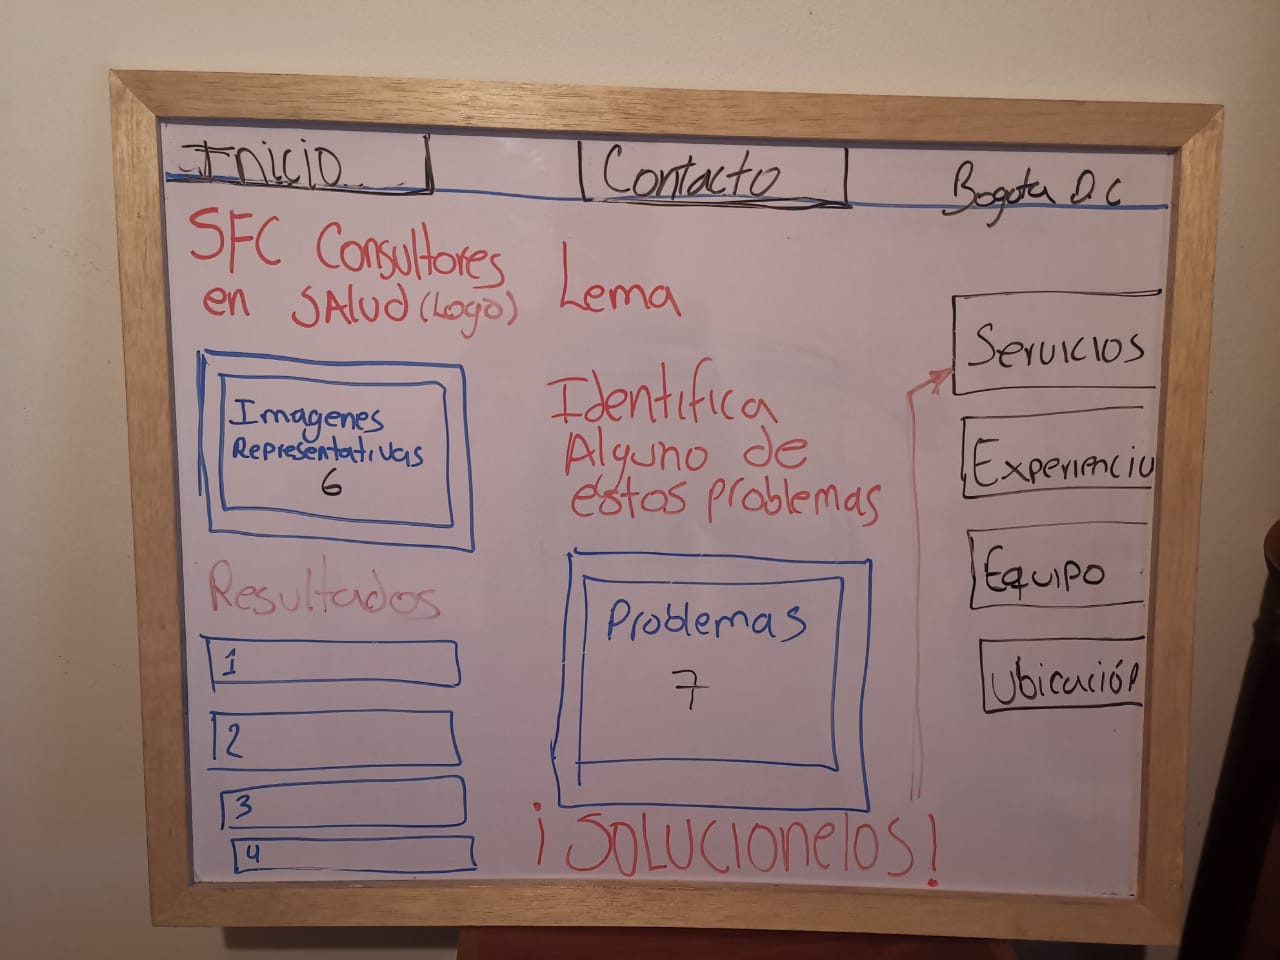 Inicio
Contacto
Bogota D.C
SFC Consultores
en SAlud (Logo)
Lema
Imagenes
Representativas
6
Identifica
Alguno de
estos problemas
Resultados
1
2
3
4
Problemas
7
¡SOLUCIONELOS!
Servicios
Experiencia
Equipo
Ubicación